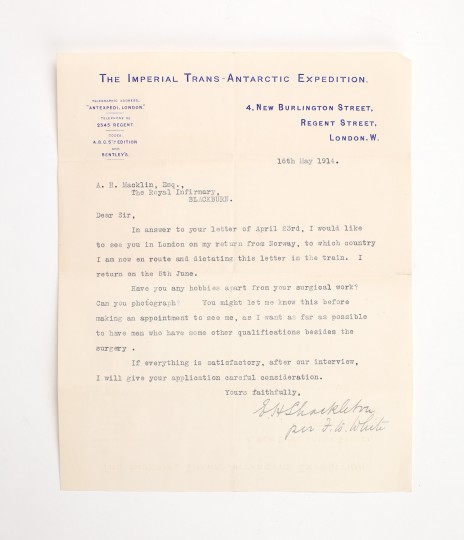 THE IMPERIAL TRANS-ANTARCTIC EXPEDITION.
TELEGRAPHIC ADDRESS,
"ANTEXPEDI, LONDON."
TELEPHONE No
2545 REGENT.
CODES
A.B.C. 5TH EDITION
AND
BENTLEY'S.
4, NEW BURLINGTON STREET,
REGENT STREET,
LONDON. W.
16th May 1914.
A. H. Macklin, Esq.,
The Royal Infirmary,
BLACKBURN.
Dear Sir,
In answer to your letter of April 23rd, I would like
to see you in London on my return from Norway, to which country
I am now en route and dictating this letter in the train. I
return on the 5th June.
Have you any hobbies apart from your surgical work?
Can you photograph? You might let me know this before
making an appointment to see me, as I want as far as possible
to have men who have some other qualifications besides the
surgery .
If everything is satisfactory, after our interview,
I will give your application careful consideration.
Yours faithfully,
E H Shackleton
per F. W. White